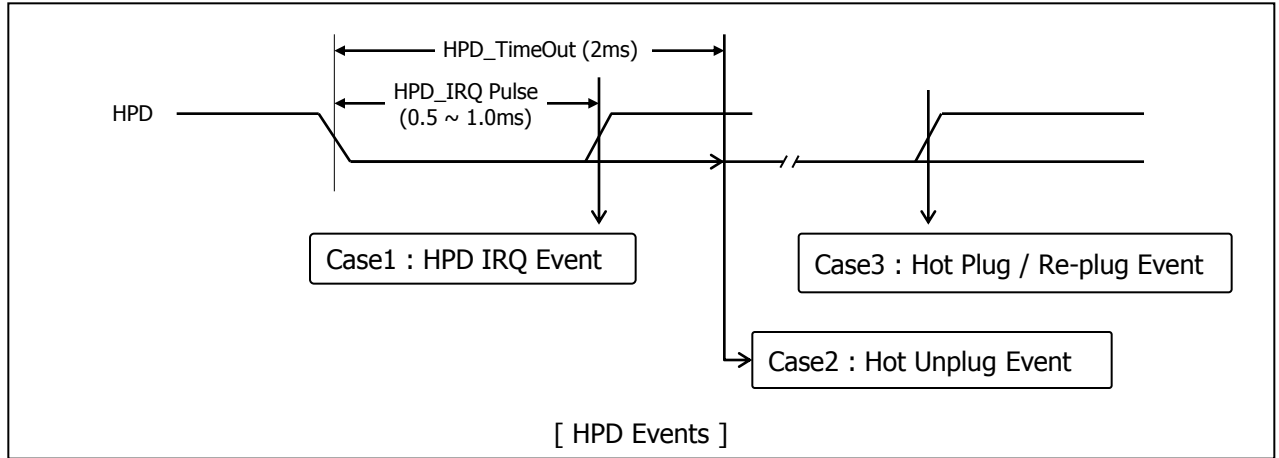 HPD_TimeOut (2ms)
HPD_IRQ Pulse
(0.5 ~ 1.0ms)
HPD
Case1 : HPD IRQ Event
Case3 : Hot Plug / Re-plug Event
Case2 : Hot Unplug Event
[ HPD Events ]